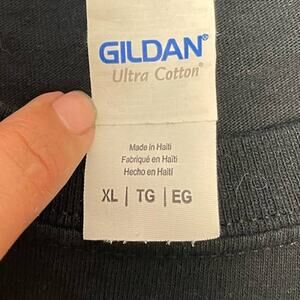 GILDAN®
Ultra Cotton®
Made in Haiti
Fabriqué en Haïti
Hecho en Haití
XL | TG | EG